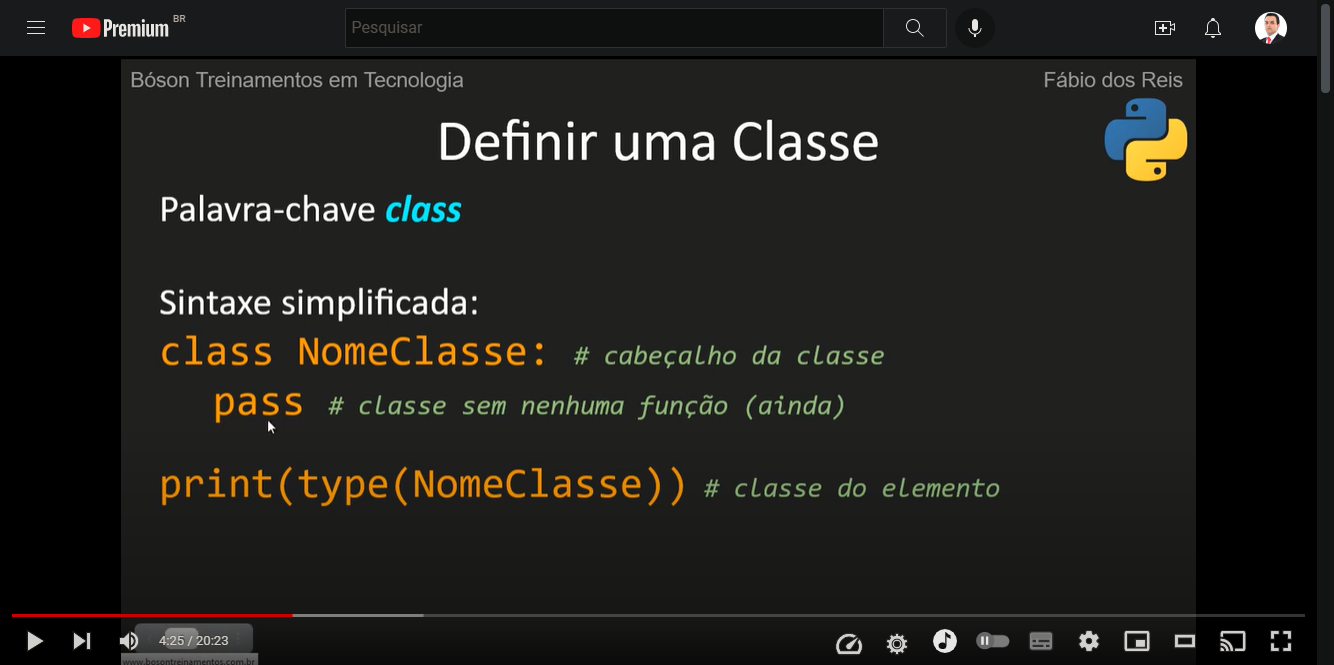 Premium BR
Pesquisar
Bóson Treinamentos em Tecnologia
Fábio dos Reis
Definir uma Classe
Palavra-chave class
Sintaxe simplificada:
class NomeClasse: # cabeçalho da classe
pass # classe sem nenhuma função (ainda)
print(type(NomeClasse)) # classe do elemento
4:25 / 20:23
www.bosontreinamentos.com.br